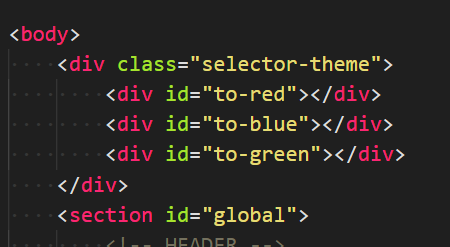 <body>
<div class="selector-theme">
<div id="to-red"></div>
<div id="to-blue"></div>
<div id="to-green"></div>
</div>
<section id="global">
<!-- HEADER -->